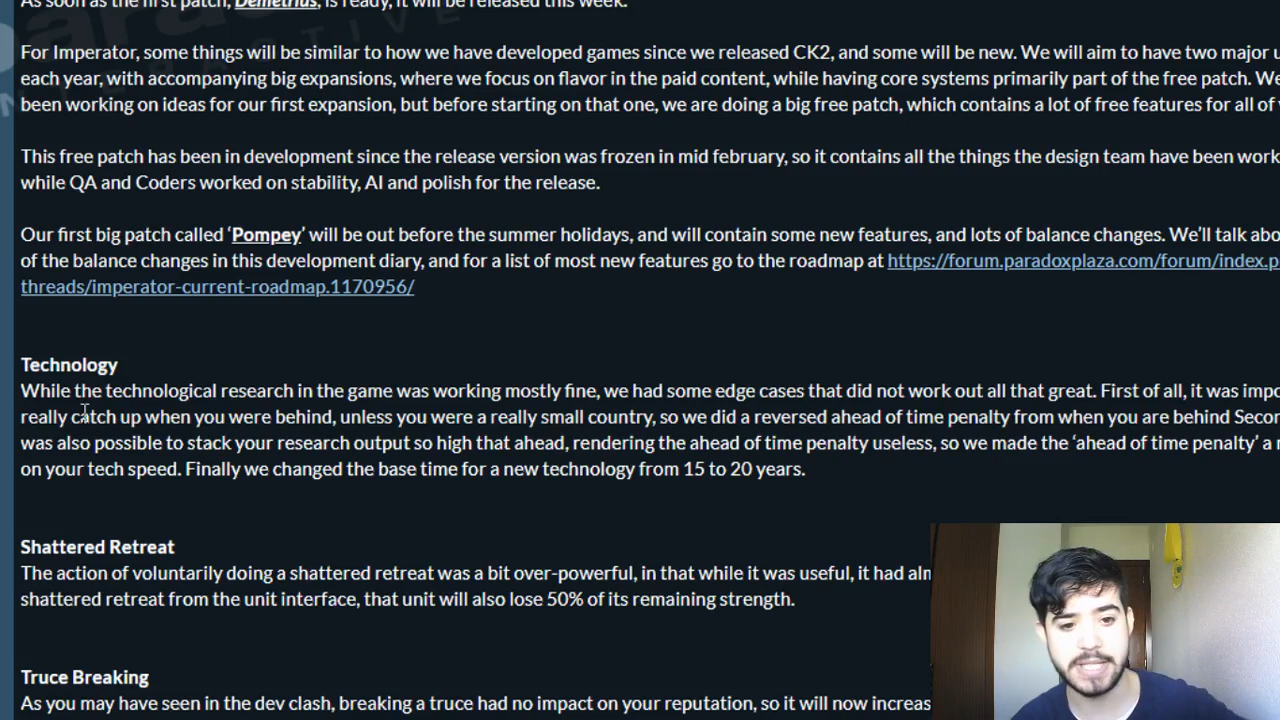 As soon as the first patch, Demetrius, is ready, it will be released this week.
For Imperator, some things will be similar to how we have developed games since we released CK2, and some will be new. We will aim to have two major
each year, with accompanying big expansions, where we focus on flavor in the paid content, while having core systems primarily part of the free patch.
been working on ideas for our first expansion, but before starting on that one, we are doing a big free patch, which contains a lot of free features for all of
This free patch has been in development since the release version was frozen in mid february, so it contains all the things the design team have been
while QA and Coders worked on stability, AI and polish for the release.
Our first big patch called ‘Pompey’ will be out before the summer holidays, and will contain some new features, and lots of balance changes. We’ll talk
of the balance changes in this development diary, and for a list of most new features go to the roadmap at https://forum.paradoxplaza.com/forum/index.p
threads/imperator-current-roadmap.1170956/
Technology
While the technological research in the game was working mostly fine, we had some edge cases that did not work out all that great. First of all, it was
really catch up when you were behind, unless you were a really small country, so we did a reversed ahead of time penalty from when you are behind
was also possible to stack your research output so high that ahead, rendering the ahead of time penalty useless, so we made the ‘ahead of time penalty’ a
on your tech speed. Finally we changed the base time for a new technology from 15 to 20 years.
Shattered Retreat
The action of voluntarily doing a shattered retreat was a bit over-powerful, in that while it was useful, it had
shattered retreat from the unit interface, that unit will also lose 50% of its remaining strength.
Truce Breaking
As you may have seen in the dev clash, breaking a truce had no impact on your reputation, so it will now